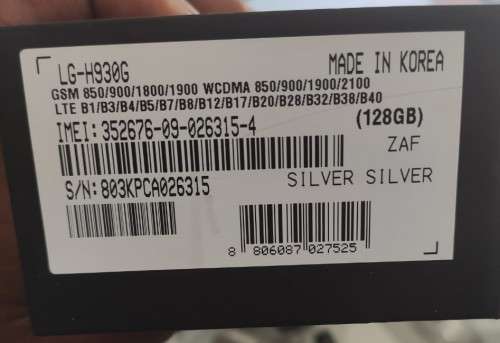 LG-H930G
MADE IN KOREA
GSM 850/900/1800/1900 WCDMA 850/900/1900/2100
LTE B1/B3/B4/B5/B7/B8/B12/B17/B20/B28/B32/B38/B40
IMEI: 352676-09-026315-4
(128GB)
ZAF
S/N: 803KPCA026315
SILVER SILVER
8 806087 027525